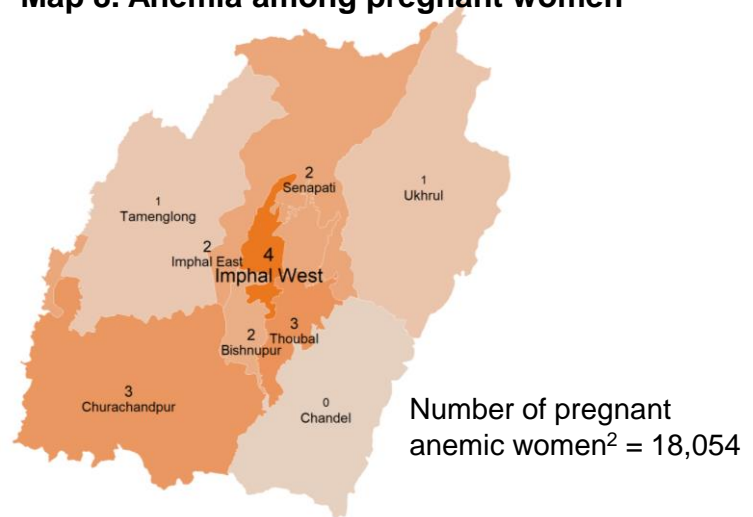 Map 8. Anemia among pregnant women
2
Senapati
1
Ukhrul
1
Tamenglong
2
Imphal East
4
Imphal West
3
Thoubal
2
Bishnupur
3
Churachandpur
0
Chandel
Number of pregnant
anemic women² = 18,054